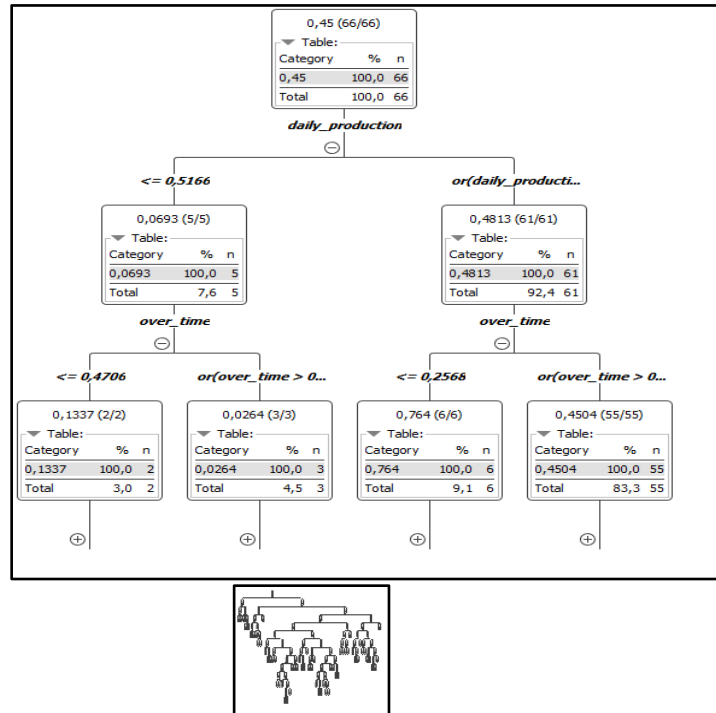 0,45 (66/66)
Table:
Category % n
0,45 100,0 66
Total 100,0 66
daily_production
<= 0,5166
or(daily_producti...
0,0693 (5/5)
Table:
Category % n
0,0693 100,0 5
Total 7,6 5
0,4813 (61/61)
Table:
Category % n
0,4813 100,0 61
Total 92,4 61
over_time
over_time
<= 0,4706
or(over_time > 0...
<= 0,2568
or(over_time > 0...
0,1337 (2/2)
Table:
Category % n
0,1337 100,0 2
Total 3,0 2
0,0264 (3/3)
Table:
Category % n
0,0264 100,0 3
Total 4,5 3
0,764 (6/6)
Table:
Category % n
0,764 100,0 6
Total 9,1 6
0,4504 (55/55)
Table:
Category % n
0,4504 100,0 55
Total 83,3 55